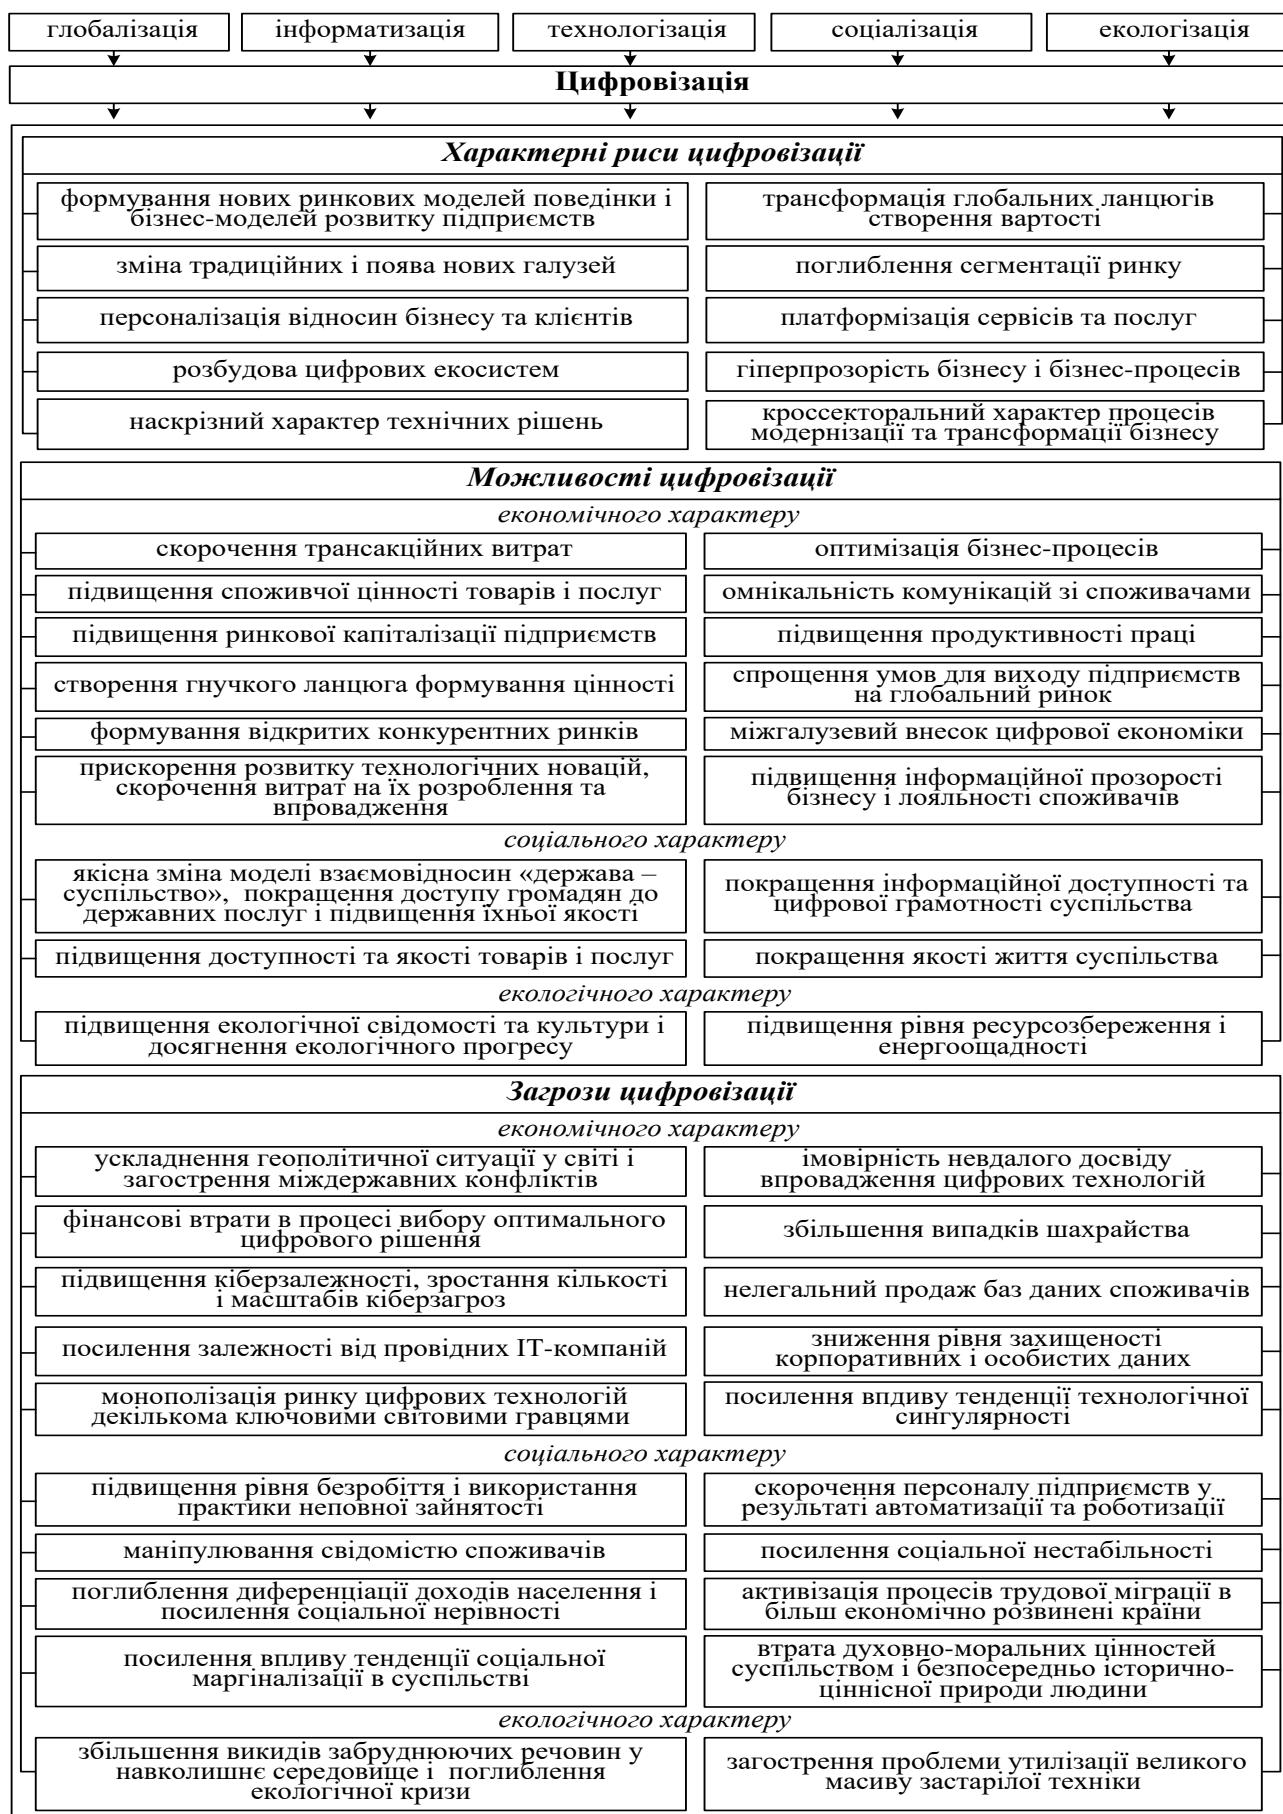 глобалізація
інформатизація
технологізація
соціалізація
екологізація
Цифровізація
Характерні риси цифровізації
формування нових ринкових моделей поведінки і
бізнес-моделей розвитку підприємств
трансформація глобальних ланцюгів
створення вартості
зміна традиційних і поява нових галузей
поглиблення сегментації ринку
персоналізація відносин бізнесу та клієнтів
платформізація сервісів та послуг
розбудова цифрових екосистем
гіперпрозорість бізнесу і бізнес-процесів
наскрізний характер технічних рішень
кроссекторальний характер процесів
модернізації та трансформації бізнесу
Можливості цифровізації
економічного характеру
скорочення трансакційних витрат
оптимізація бізнес-процесів
підвищення споживчої цінності товарів і послуг
омнікальність комунікацій зі споживачами
підвищення ринкової капіталізації підприємств
підвищення продуктивності праці
створення гнучкого ланцюга формування цінності
спрощення умов для виходу підприємств
на глобальний ринок
формування відкритих конкурентних ринків
міжгалузевий внесок цифрової економіки
прискорення розвитку технологічних новацій,
скорочення витрат на їх розроблення та
впровадження
підвищення інформаційної прозорості
бізнесу і лояльності споживачів
соціального характеру
якісна зміна моделі взаємовідносин «держава –
суспільство», покращення доступу громадян до
державних послуг і підвищення їхньої якості
покращення інформаційної доступності та
цифрової грамотності суспільства
підвищення доступності та якості товарів і послуг
покращення якості життя суспільства
екологічного характеру
підвищення екологічної свідомості та культури і
досягнення екологічного прогресу
підвищення рівня ресурсозбереження і
енергоощадності
Загрози цифровізації
економічного характеру
ускладнення геополітичної ситуації у світі і
загострення міждержавних конфліктів
імовірність невдалого досвіду
впровадження цифрових технологій
фінансові втрати в процесі вибору оптимального
цифрового рішення
збільшення випадків шахрайства
підвищення кіберзалежності, зростання кількості
і масштабів кіберзагроз
нелегальний продаж баз даних споживачів
посилення залежності від провідних ІТ-компаній
зниження рівня захищеності
корпоративних і особистих даних
монополізація ринку цифрових технологій
декількома ключовими світовими гравцями
посилення впдиву тенденції технологічної
сингулярності
соціального характеру
підвищення рівня безробіття і використання
практики неповної зайнятості
скорочення персоналу підприємств у
результаті автоматизації та роботизації
маніпулювання свідомістю споживачів
посилення соціальної нестабільності
поглиблення диференціації доходів населення і
посилення соціальної нерівності
активізація процесів трудової міграції в
більш економічно розвинені країни
посилення впливу тенденції соціальної
маргіналізації в суспільстві
втрата духовно-моральних цінностей
суспільством і безпосередньо історично-
ціннісної природи людини
екологічного характеру
збільшення викидів забруднюючих речовин у
навколишнє середовище і поглиблення
екологічної кризи
загострення проблеми утилізації великого
масиву застарілої техніки